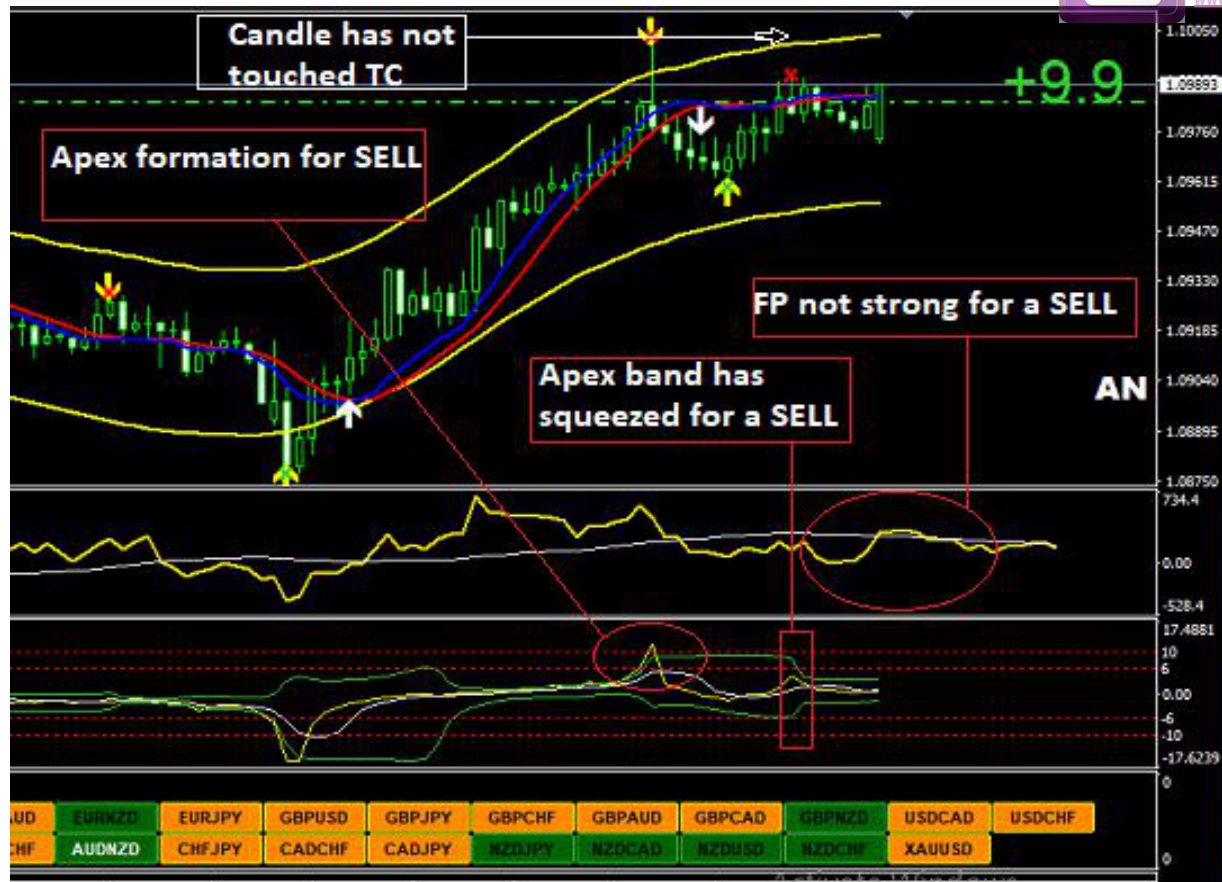 1.10050
Candle has not
touched TC
+9.9
1.09893
1.09760
Apex formation for SELL
1.09615
1.09470
1.09330
FP not strong for a SELL
1.09185
Apex band has
squeezed for a SELL
1.09040
AN
1.08895
1.08750
734.4
0.00
-528.4
17.4881
10
6
0.00
-6
-10
-17.6239
0
AUD EURNZD EURJPY GBPUSD GBPJPY GBPCHF GBPAUD GBPCAD GBPNZD USDCAD USDCHF
CHF AUDNZD CHFJPY CADCHF CADJPY NZDJPY NZDCAD NZDUSD NZDCHF XAUUSD
0